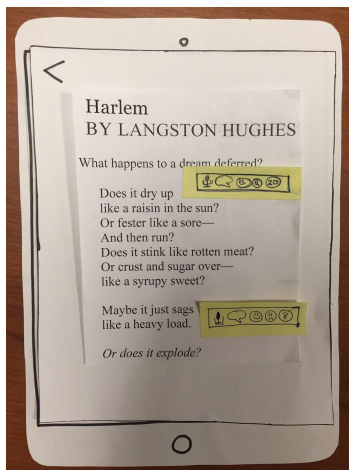 Harlem
BY LANGSTON HUGHES
What happens to a dream deferred?
20
Does it dry up
like a raisin in the sun?
Or fester like a sore—
And then run?
Does it stink like rotten meat?
Or crust and sugar over—
like a syrupy sweet?
Maybe it just sags
like a heavy load.
8
Or does it explode?